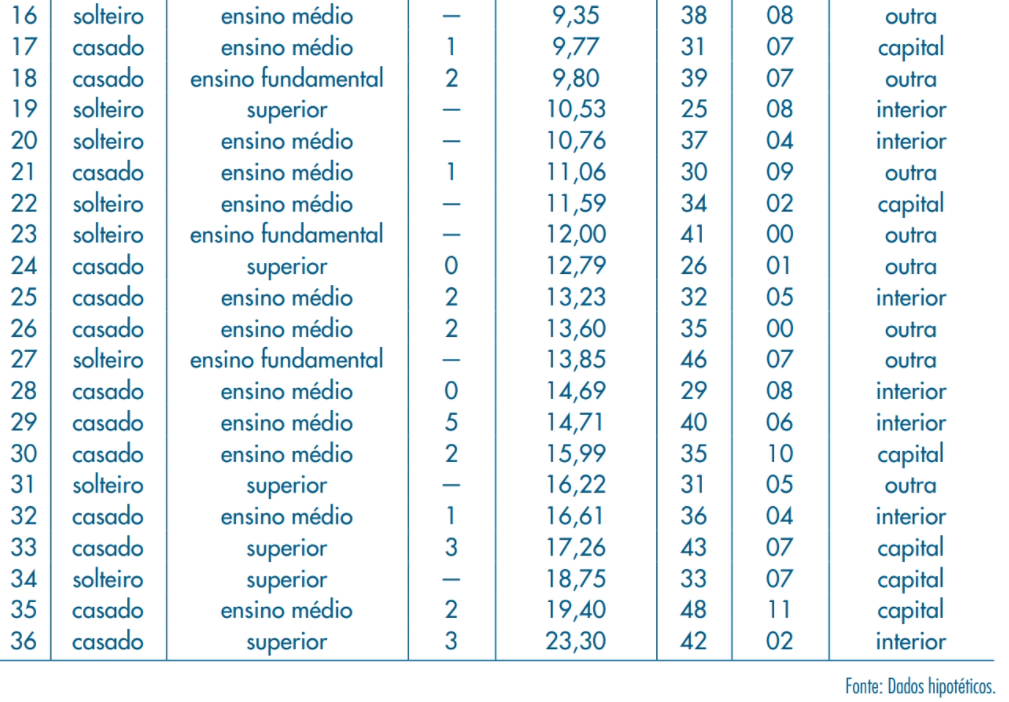 16 solteiro ensino médio — 9,35 38 08 outra
17 casado ensino médio 1 9,77 31 07 capital
18 casado ensino fundamental 2 9,80 39 07 outra
19 solteiro superior — 10,53 25 08 interior
20 solteiro ensino médio — 10,76 37 04 interior
21 casado ensino médio 1 11,06 30 09 outra
22 solteiro ensino médio — 11,59 34 02 capital
23 solteiro ensino fundamental — 12,00 41 00 outra
24 casado superior 0 12,79 26 01 outra
25 casado ensino médio 2 13,23 32 05 interior
26 casado ensino médio 2 13,60 35 00 outra
27 solteiro ensino fundamental — 13,85 46 07 outra
28 casado ensino médio 0 14,69 29 08 interior
29 casado ensino médio 5 14,71 40 06 interior
30 casado ensino médio 2 15,99 35 10 capital
31 solteiro superior — 16,22 31 05 outra
32 casado ensino médio 1 16,61 36 04 interior
33 casado superior 3 17,26 43 07 capital
34 solteiro superior — 18,75 33 07 capital
35 casado ensino médio 2 19,40 48 11 capital
36 casado superior 3 23,30 42 02 interior
Fonte: Dados hipotéticos.